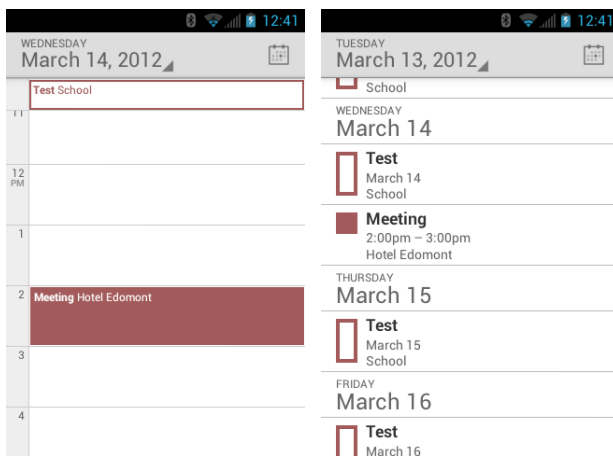 12:41
WEDNESDAY
March 14, 2012
Test School
11
12
PM
1
2
Meeting Hotel Edomont
3
4
12:41
TUESDAY
March 13, 2012
School
WEDNESDAY
March 14
Test
March 14
School
Meeting
2:00pm – 3:00pm
Hotel Edomont
THURSDAY
March 15
Test
March 15
School
FRIDAY
March 16
Test
March 16